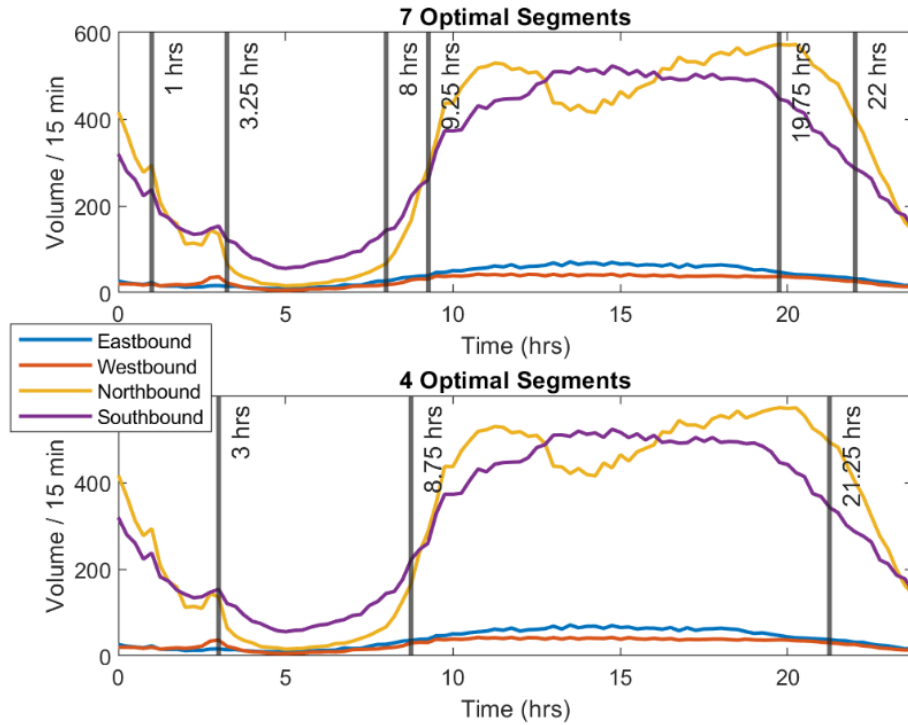 7 Optimal Segments
600
400
200
0
Volume / 15 min
1 hrs
3.25 hrs
8 hrs
9.25 hrs
19.75 hrs
22 hrs
0
5
10
15
20
Time (hrs)
Eastbound
Westbound
Northbound
Southbound
4 Optimal Segments
400
200
0
Volume / 15 min
3 hrs
8.75 hrs
21.25 hrs
0
5
10
15
20
Time (hrs)